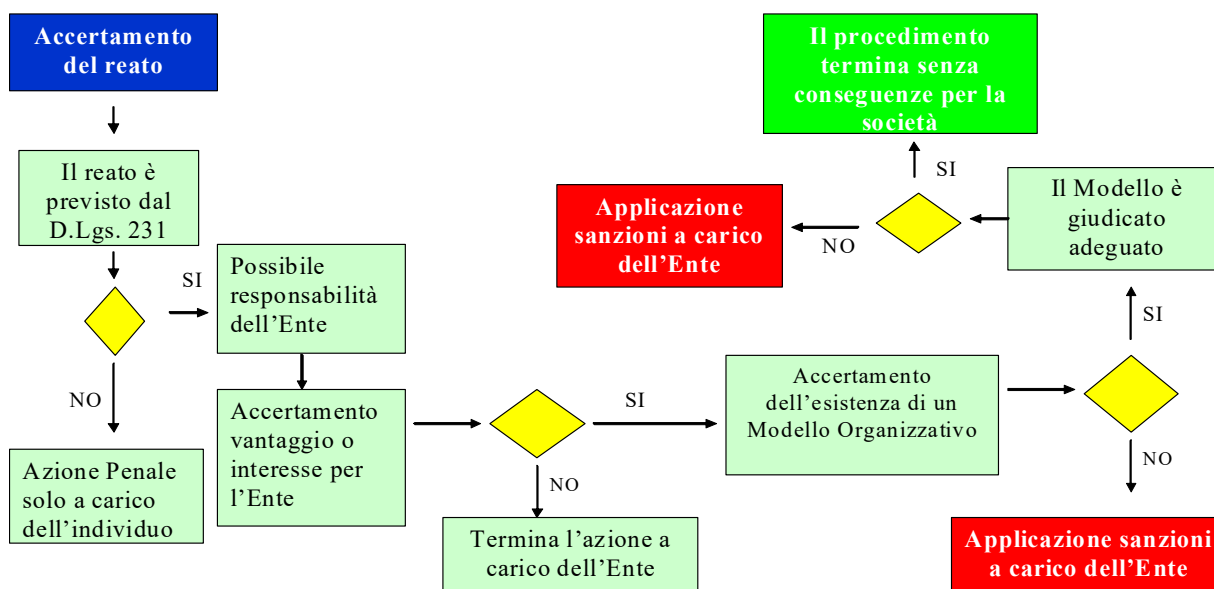 Accertamento
del reato
Il reato è
previsto dal
D.Lgs. 231
SI
NO
Azione Penale
solo a carico
dell’individuo
Possibile
responsabilità
dell’Ente
Accertamento
vantaggio o
interesse per
l’Ente
SI
NO
Termina l’azione a
carico dell’Ente
Accertamento
dell’esistenza di un
Modello Organizzativo
SI
NO
Applicazione sanzioni
a carico dell’Ente
Il Modello è
giudicato
adeguato
SI
NO
Applicazione
sanzioni a carico
dell’Ente
Il procedimento
termina senza
conseguenze per la
società